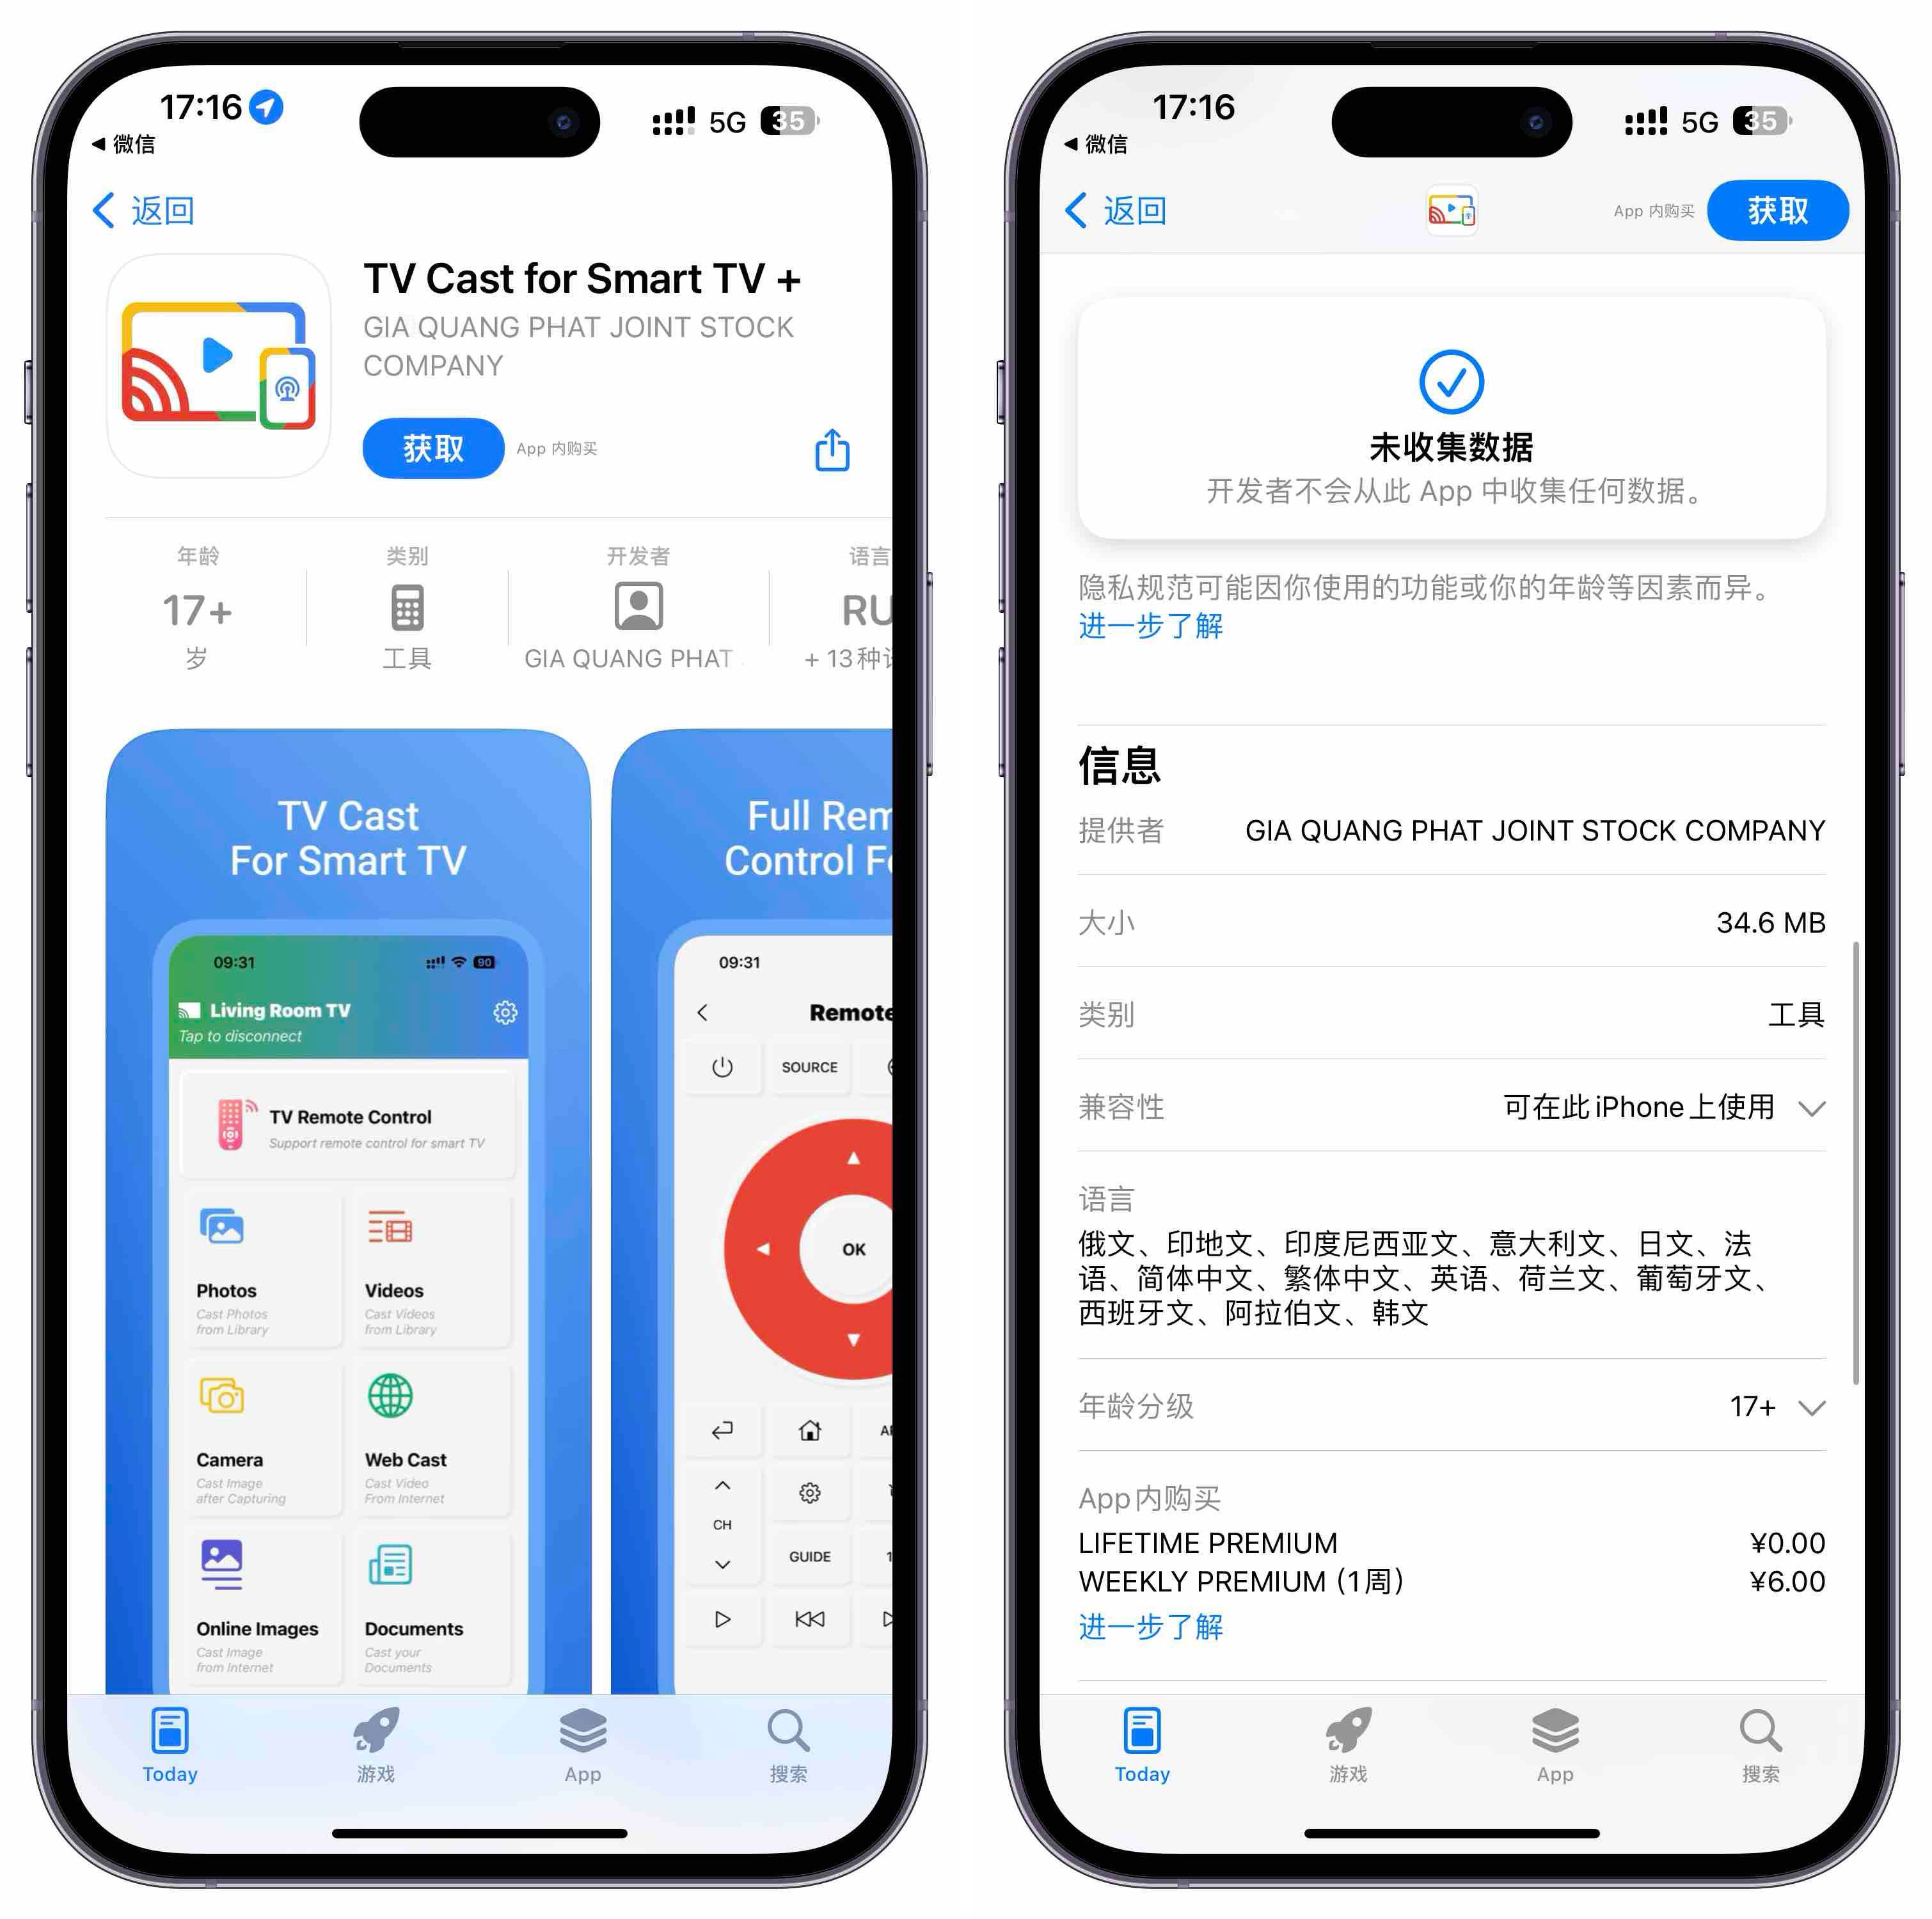 17:16
5G 35
微信
返回
TV Cast for Smart TV +
GIA QUANG PHAT JOINT STOCK
COMPANY
获取 App 内购买
年龄 类别 开发者 语言
17+ RU
岁 工具 GIA QUANG PHAT + 13种
TV Cast
For Smart TV
09:31 90
Living Room TV
Tap to disconnect
TV Remote Control
Support remote control for smart TV
Photos
Cast Photos
from Library
Videos
Cast Videos
from Library
Camera
Cast Image
after Capturing
Web Cast
Cast Video
From Internet
Online Images
Cast Image
from Internet
Documents
Cast your
Documents
Full Rem
Control Fo
09:31
Remote
SOURCE
OK
CH
GUIDE
Today 游戏 App 搜索
17:16
5G 35
微信
返回
App 内购买 获取
未收集数据
开发者不会从此 App 中收集任何数据。
隐私规范可能因你使用的功能或你的年龄等因素而异。
进一步了解
信息
提供者 GIA QUANG PHAT JOINT STOCK COMPANY
大小 34.6 MB
类别 工具
兼容性 可在此iPhone上使用
语言
俄文、印地文、印度尼西亚文、意大利文、日文、法
语、简体中文、繁体中文、英语、荷兰文、葡萄牙文、
西班牙文、阿拉伯文、韩文
年龄分级 17+
App内购买
LIFETIME PREMIUM ¥0.00
WEEKLY PREMIUM (1周) ¥6.00
进一步了解
Today 游戏 App 搜索